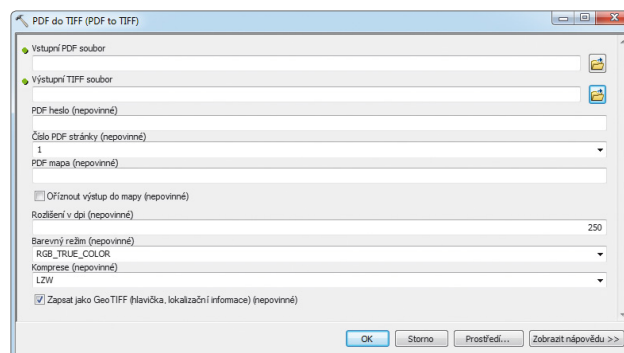 PDF do TIFF (PDF to TIFF)
Vstupní PDF soubor
Výstupní TIFF soubor
PDF heslo (nepovinné)
Číslo PDF stránky (nepovinné)
1
PDF mapa (nepovinné)
Oříznout výstup do mapy (nepovinné)
Rozlišení v dpi (nepovinné)
250
Barevný režim (nepovinné)
RGB_TRUE_COLOR
Komprese (nepovinné)
LZW
Zapsat jako GeoTIFF (hlavička, lokalizační informace) (nepovinné)
OK Storno Prostředí... Zobrazit nápovědu >>